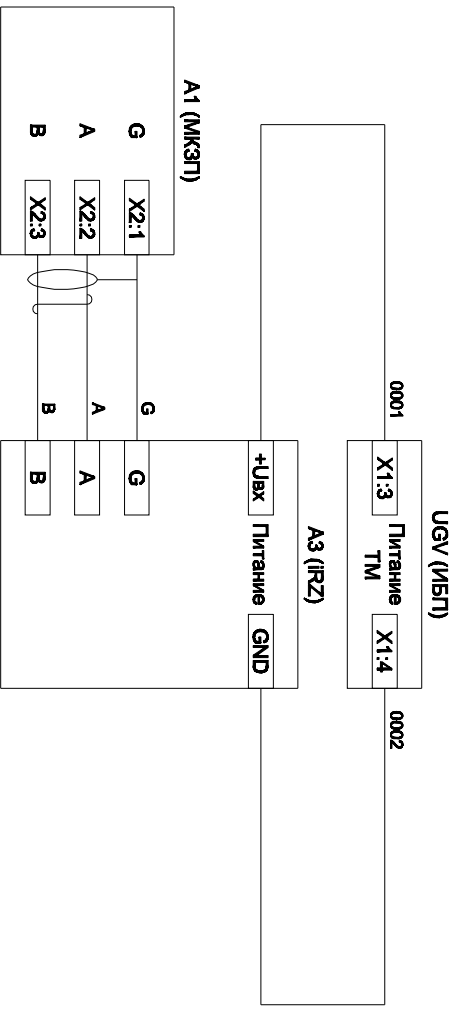 UGV (ИБП)
0001
X1:3
Питание
ТМ
X1:4
0002
A3 (iRZ)
+Uвх
Питание
GND
A1 (МКЗП)
G
X2:1
G
G
A
X2:2
A
A
B
X2:3
B
B